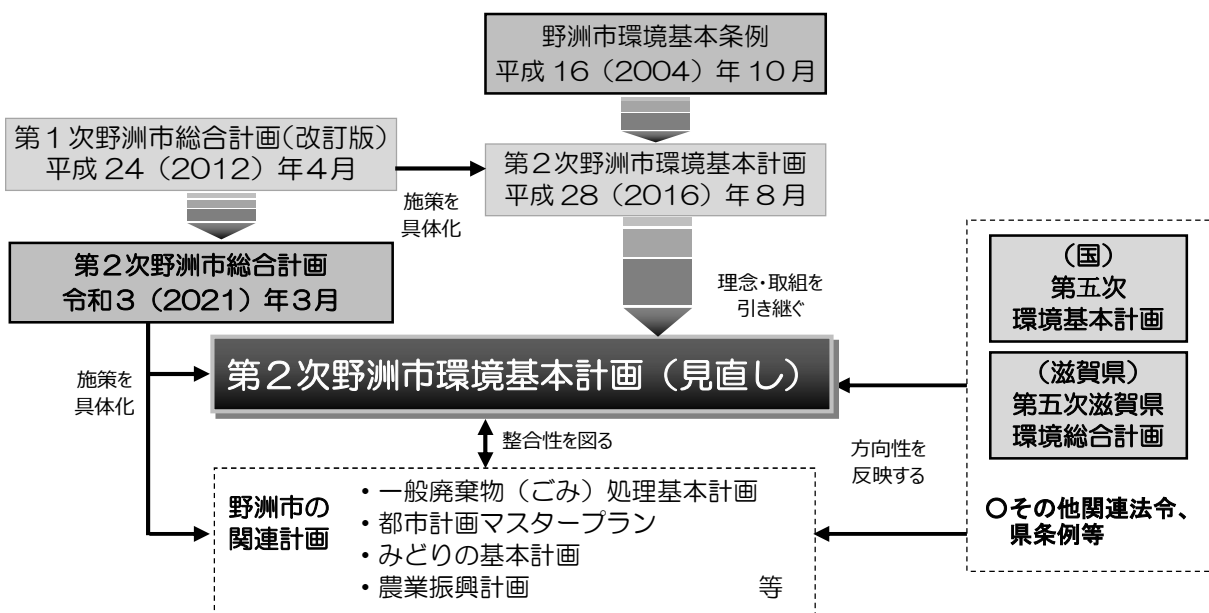 野洲市環境基本条例
平成16（2004）年10月
第1次野洲市総合計画（改訂版）
平成24（2012）年4月
施策を
具体化
第2次野洲市環境基本計画
平成28（2016）年8月
第2次野洲市総合計画
令和3（2021）年3月
理念・取組を
引き継ぐ
（国）
第五次
環境基本計画
施策を
具体化
第2次野洲市環境基本計画（見直し）
（滋賀県）
第五次滋賀県
環境総合計画
整合性を図る
方向性を
反映する
野洲市の
関連計画
・一般廃棄物（ごみ）処理基本計画
・都市計画マスタープラン
・みどりの基本計画
・農業振興計画　等
○その他関連法令、
県条例等